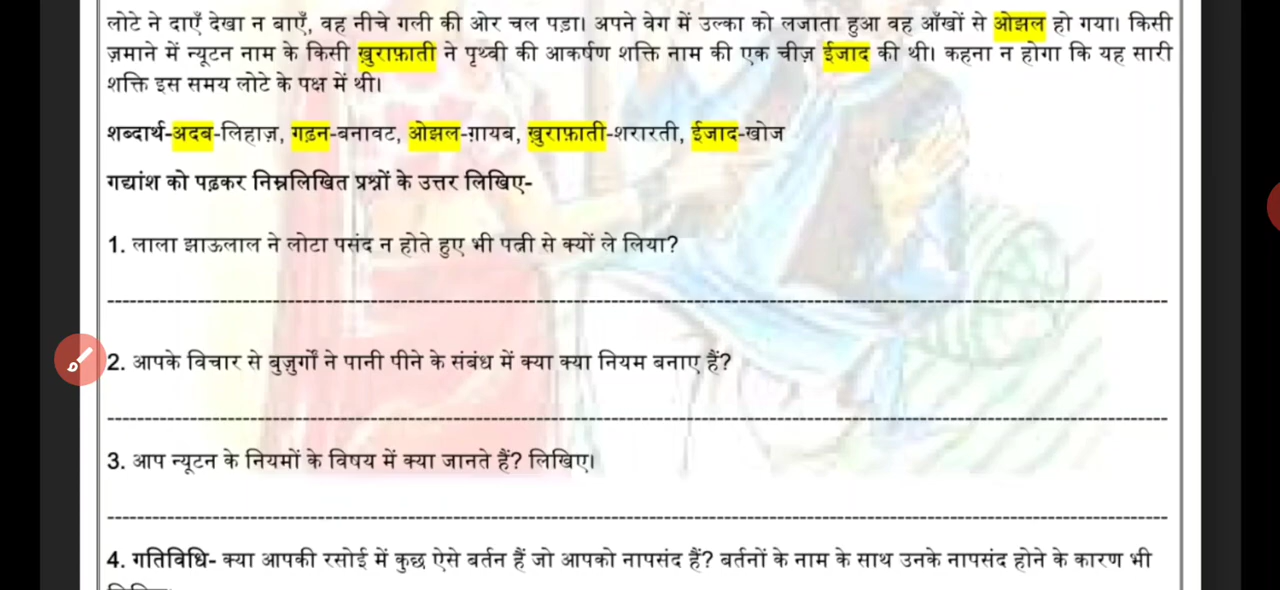 लोटे ने दाएँ देखा न बाएँ, वह नीचे गली की ओर चल पड़ा। अपने वेग में उल्का को लजाता हुआ वह आँखों से ओझल हो गया। किसी
ज़माने में न्यूटन नाम के किसी ख़ुराफ़ाती ने पृथ्वी की आकर्षण शक्ति नाम की एक चीज़ ईजाद की थी। कहना न होगा कि यह सारी
शक्ति इस समय लोटे के पक्ष में थी।
शब्दार्थ-अदब-लिहाज़, गढ़न-बनावट, ओझल-ग़ायब, ख़ुराफ़ाती-शरारती, ईजाद-खोज
गद्यांश को पढ़कर निम्नलिखित प्रश्नों के उत्तर लिखिए-
1. लाला झाऊलाल ने लोटा पसंद न होते हुए भी पत्नी से क्यों ले लिया?
2. आपके विचार से बुज़ुर्गों ने पानी पीने के संबंध में क्या क्या नियम बनाए हैं?
3. आप न्यूटन के नियमों के विषय में क्या जानते हैं? लिखिए।
4. गतिविधि- क्या आपकी रसोई में कुछ ऐसे बर्तन हैं जो आपको नापसंद हैं? बर्तनों के नाम के साथ उनके नापसंद होने के कारण भी